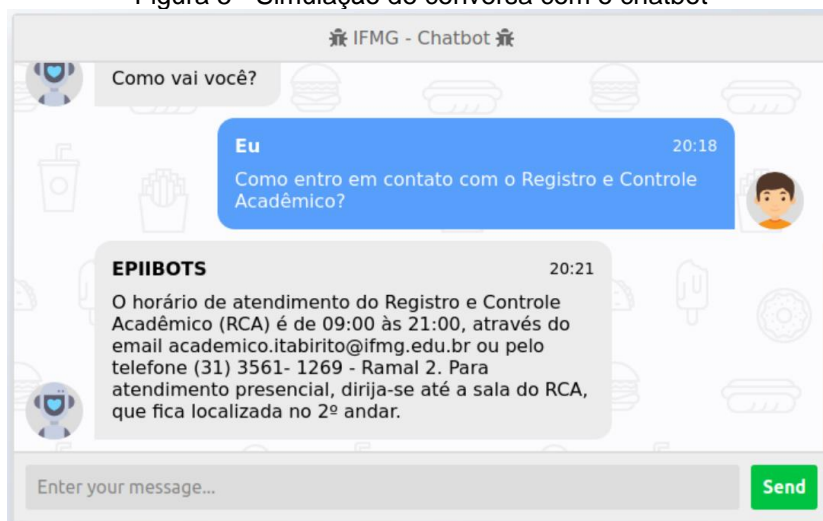 IFMG - Chatbot
Como vai você?
Eu 20:18
Como entro em contato com o Registro e Controle
Acadêmico?
EPIIBOTS 20:21
O horário de atendimento do Registro e Controle
Acadêmico (RCA) é de 09:00 às 21:00, através do
email academico.itabirito@ifmg.edu.br ou pelo
telefone (31) 3561- 1269 - Ramal 2. Para
atendimento presencial, dirija-se até a sala do RCA,
que fica localizada no 2º andar.
Enter your message... Send